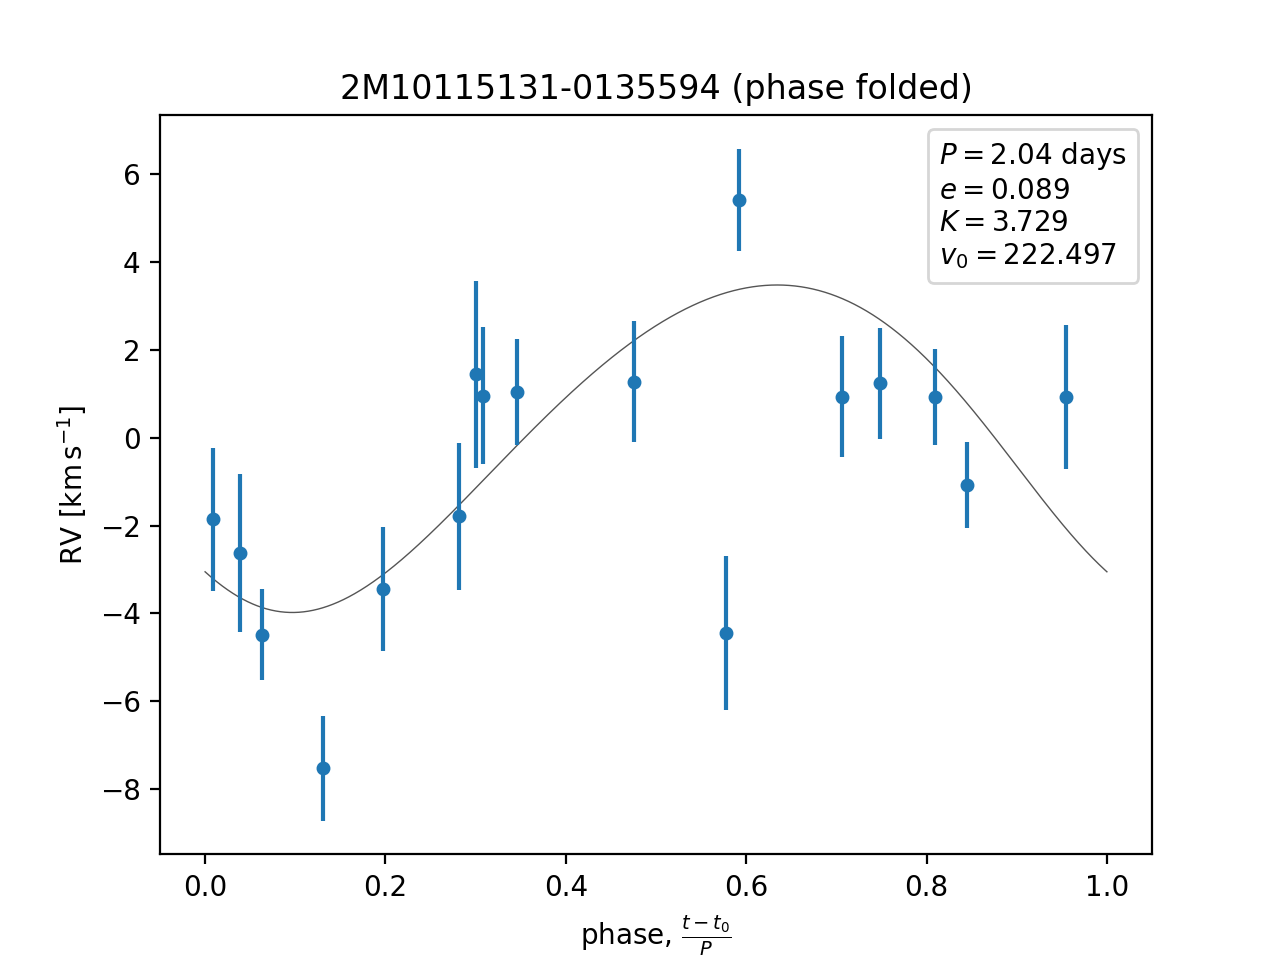 2M10115131-0135594 (phase folded)
P = 2.04 days
e = 0.089
K = 3.729
v₀ = 222.497
6
4
2
0
−2
−4
−6
−8
RV [km s⁻¹]
0.0 0.2 0.4 0.6 0.8 1.0
phase, (t − t₀)/P